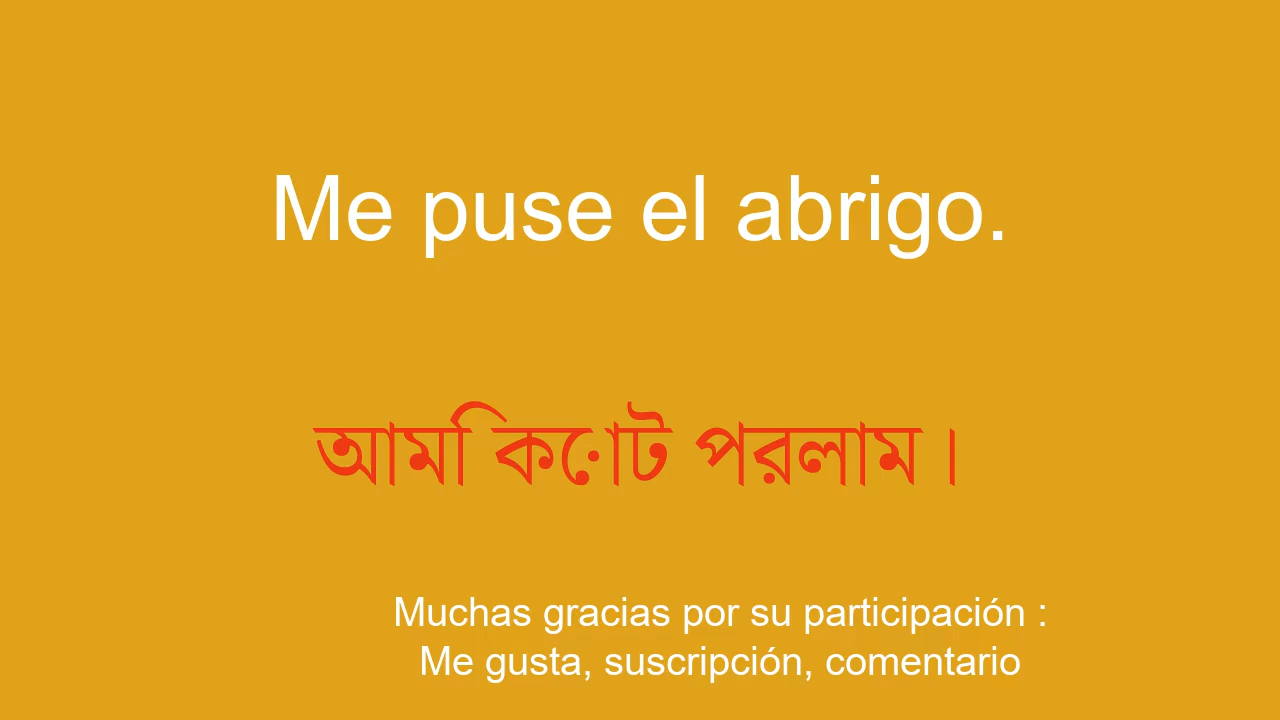 Me puse el abrigo.
আমি কোট পরলাম।
Muchas gracias por su participación :
Me gusta, suscripción, comentario